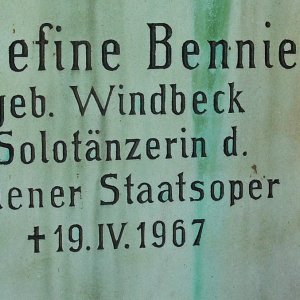 efine Bennie
geb. Windbeck
Solotänzerin d.
ener Staatsoper
†19.IV.1967